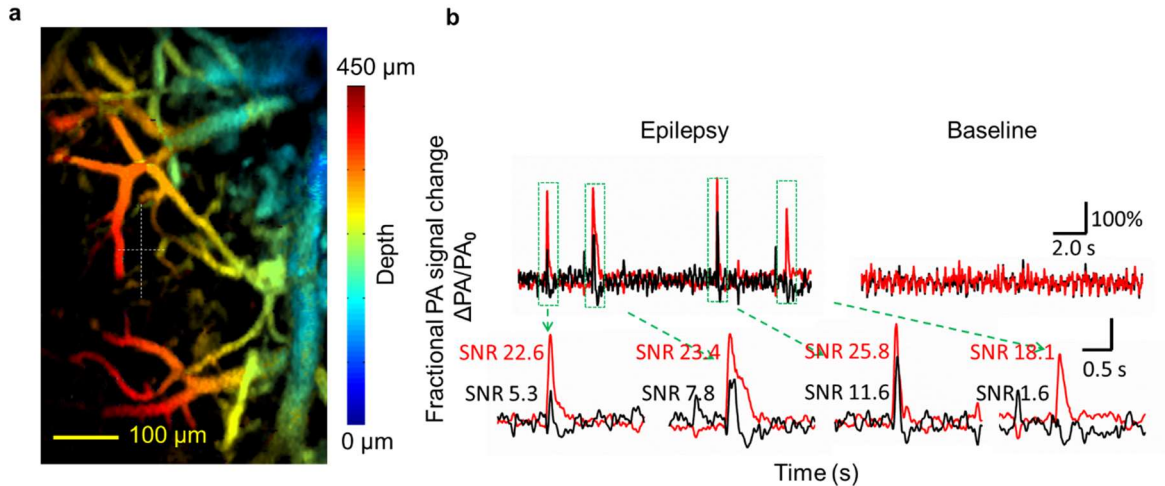 a
450 µm
Depth
0 µm
100 µm
b
Epilepsy
Baseline
Fractional PA signal change
ΔPA/PA₀
100%
2.0 s
SNR 22.6
SNR 23.4
SNR 25.8
SNR 18.1
0.5 s
SNR 5.3
SNR 7.8
SNR 11.6
SNR 1.6
Time (s)